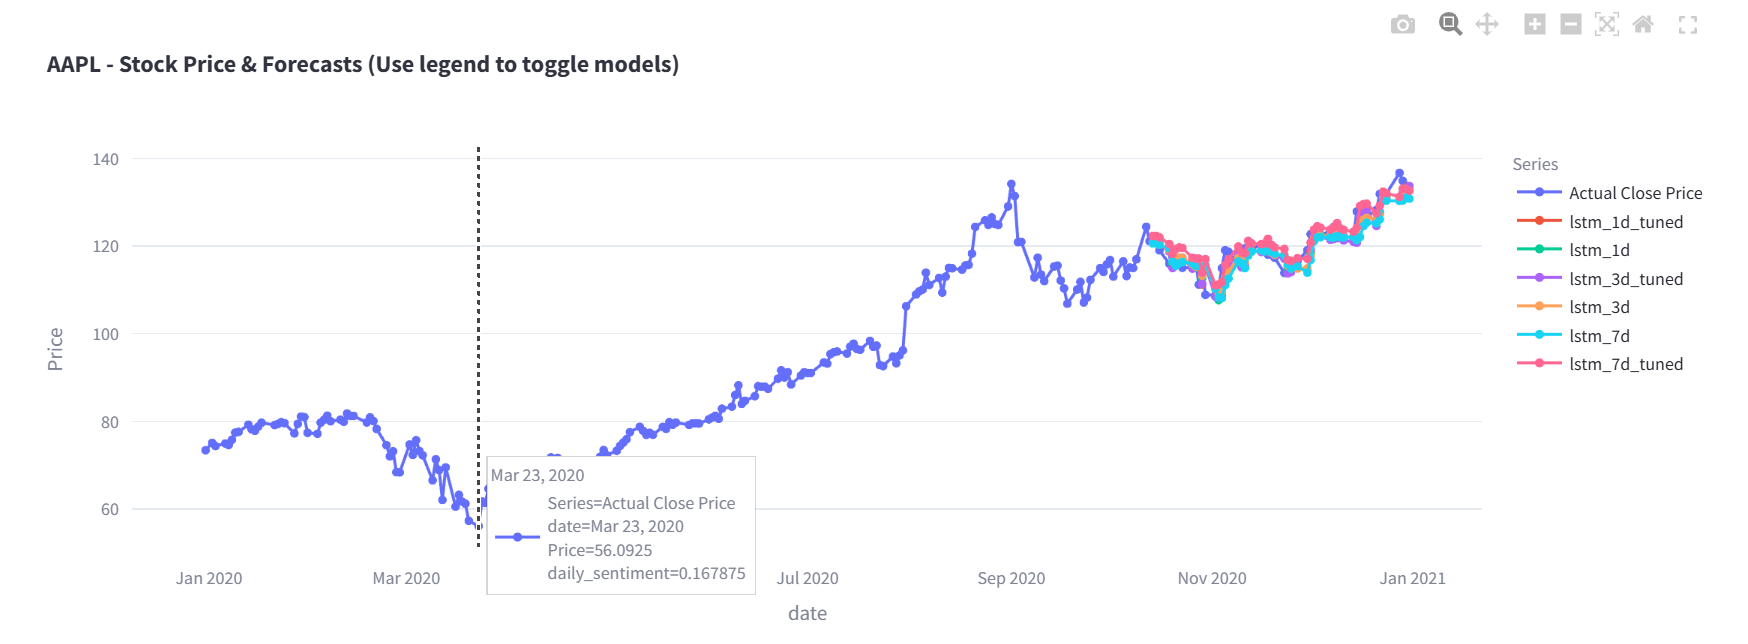 AAPL - Stock Price & Forecasts (Use legend to toggle models)
140
120
100
80
60
Price
Jan 2020
Mar 2020
Jul 2020
Sep 2020
Nov 2020
Jan 2021
date
Mar 23, 2020
Series=Actual Close Price
date=Mar 23, 2020
Price=56.0925
daily_sentiment=0.167875
Series
Actual Close Price
lstm_1d_tuned
lstm_1d
lstm_3d_tuned
lstm_3d
lstm_7d
lstm_7d_tuned